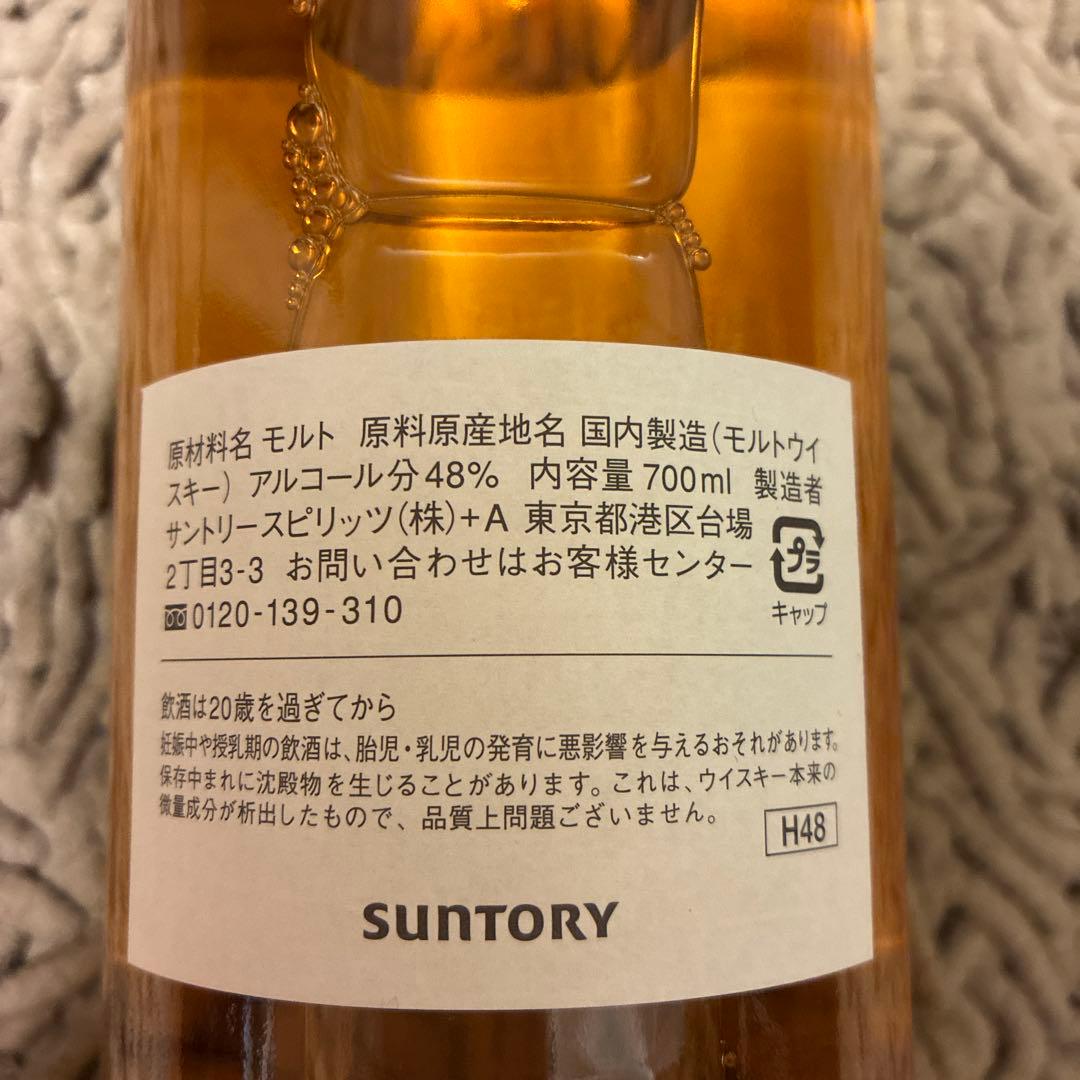 原材料名 モルト 原料原産地名 国内製造(モルトウイ
スキー) アルコール分48% 内容量700ml 製造者
サントリースピリッツ(株)+A 東京都港区台場
2丁目3-3 お問い合わせはお客様センター
0120-139-310
プラ
キャップ
飲酒は20歳を過ぎてから
妊娠中や授乳期の飲酒は、胎児・乳児の発育に悪影響を与えるおそれがあります。
保存中まれに沈殿物を生じることがあります。これは、ウイスキー本来の
微量成分が析出したもので、品質上問題ございません。
H48
SUNTORY